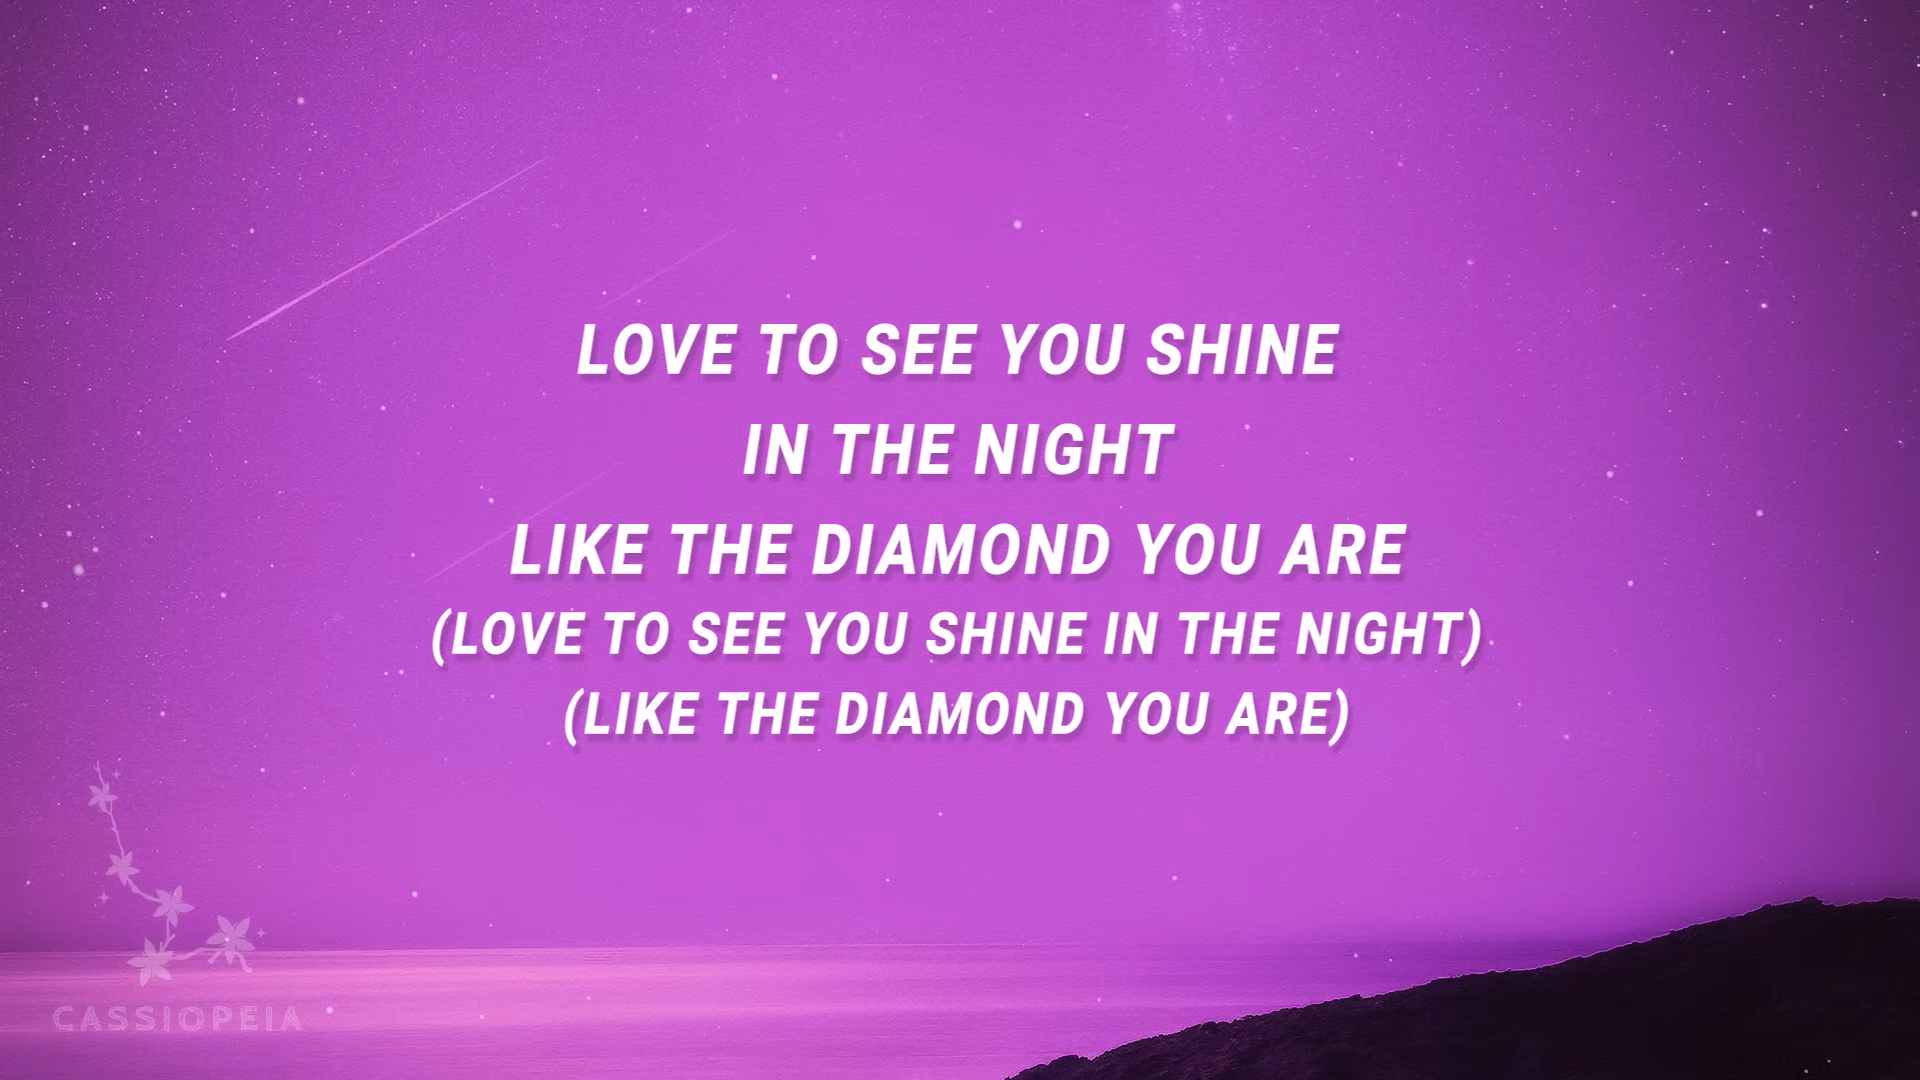 LOVE TO SEE YOU SHINE
IN THE NIGHT
LIKE THE DIAMOND YOU ARE
(LOVE TO SEE YOU SHINE IN THE NIGHT)
(LIKE THE DIAMOND YOU ARE)
CASSIOPEIA